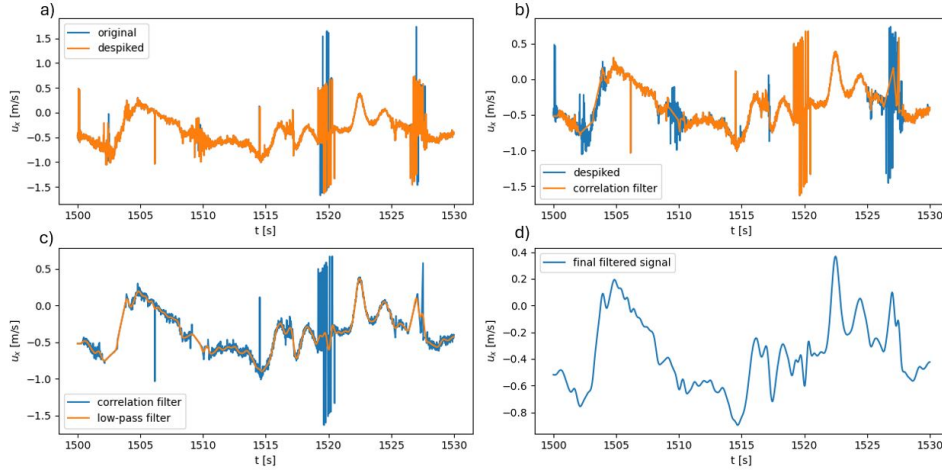 a)
original
despiked
1.5
1.0
0.5
0.0
−0.5
−1.0
−1.5
uₓ [m/s]
1500 1505 1510 1515 1520 1525 1530
t [s]
b)
0.5
0.0
−0.5
−1.0
−1.5
uₓ [m/s]
despiked
correlation filter
1500 1505 1510 1515 1520 1525 1530
t [s]
c)
0.5
0.0
−0.5
−1.0
−1.5
uₓ [m/s]
correlation filter
low-pass filter
1500 1505 1510 1515 1520 1525 1530
t [s]
d)
final filtered signal
0.4
0.2
0.0
−0.2
−0.4
−0.6
−0.8
uₓ [m/s]
1500 1505 1510 1515 1520 1525 1530
t [s]